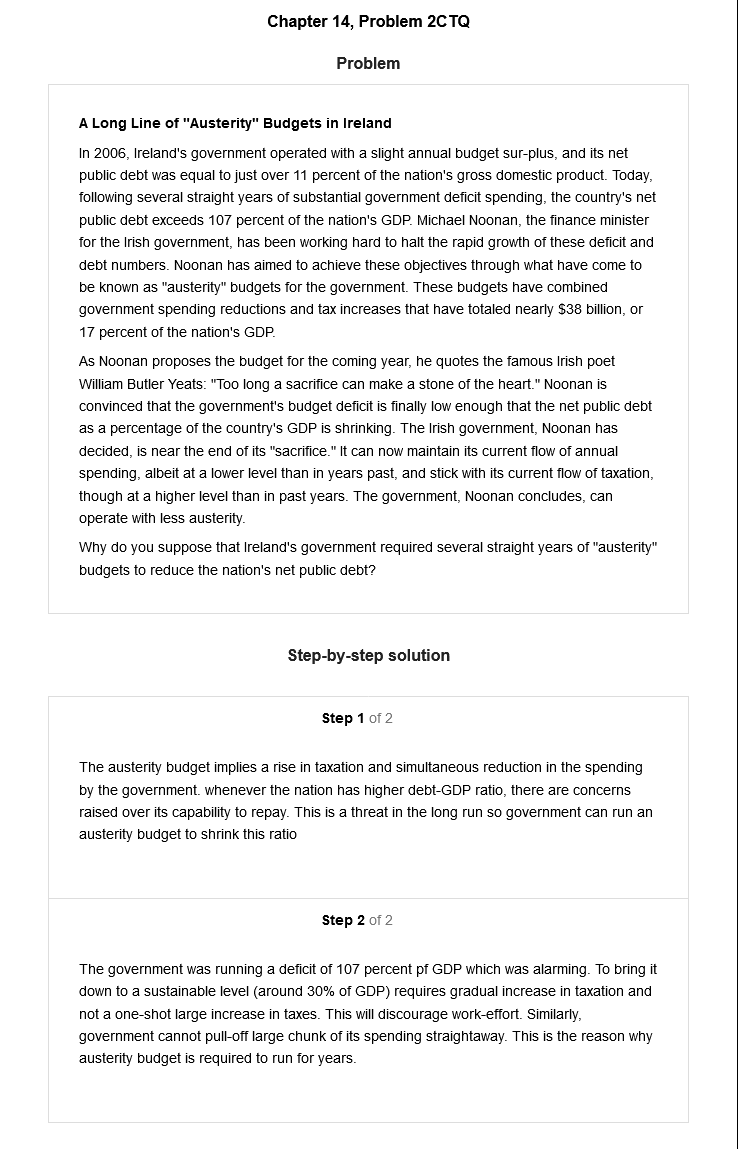 Chapter 14, Problem 2CTQ
Problem
A Long Line of "Austerity" Budgets in Ireland
In 2006, Ireland's government operated with a slight annual budget sur-plus, and its net
public debt was equal to just over 11 percent of the nation's gross domestic product. Today,
following several straight years of substantial government deficit spending, the country's net
public debt exceeds 107 percent of the nation's GDP. Michael Noonan, the finance minister
for the Irish government, has been working hard to halt the rapid growth of these deficit and
debt numbers. Noonan has aimed to achieve these objectives through what have come to
be known as "austerity" budgets for the government. These budgets have combined
government spending reductions and tax increases that have totaled nearly $38 billion, or
17 percent of the nation's GDP.
As Noonan proposes the budget for the coming year, he quotes the famous Irish poet
William Butler Yeats: "Too long a sacrifice can make a stone of the heart." Noonan is
convinced that the government's budget deficit is finally low enough that the net public debt
as a percentage of the country's GDP is shrinking. The Irish government, Noonan has
decided, is near the end of its "sacrifice." It can now maintain its current flow of annual
spending, albeit at a lower level than in years past, and stick with its current flow of taxation,
though at a higher level than in past years. The government, Noonan concludes, can
operate with less austerity.
Why do you suppose that Ireland's government required several straight years of "austerity"
budgets to reduce the nation's net public debt?
Step-by-step solution
Step 1 of 2
The austerity budget implies a rise in taxation and simultaneous reduction in the spending
by the government. whenever the nation has higher debt-GDP ratio, there are concerns
raised over its capability to repay. This is a threat in the long run so government can run an
austerity budget to shrink this ratio
Step 2 of 2
The government was running a deficit of 107 percent pf GDP which was alarming. To bring it
down to a sustainable level (around 30% of GDP) requires gradual increase in taxation and
not a one-shot large increase in taxes. This will discourage work-effort. Similarly,
government cannot pull-off large chunk of its spending straightaway. This is the reason why
austerity budget is required to run for years.